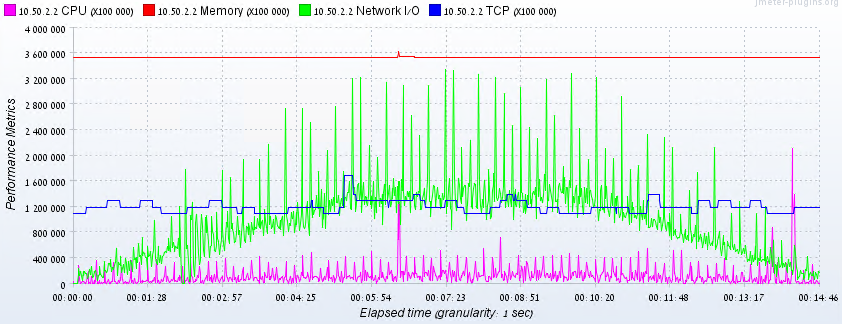 10.50.2.2 CPU (X100 000) 10.50.2.2 Memory (X100 000) 10.50.2.2 Network I/O (X100 000) 10.50.2.2 TCP (X100 000)
jmeter-plugins.org
4 000 000
3 600 000
3 200 000
2 800 000
2 400 000
2 000 000
1 600 000
1 200 000
800 000
400 000
0
Performance Metrics
00:00:00 00:01:28 00:02:57 00:04:25 00:05:54 00:07:23 00:08:51 00:10:20 00:11:48 00:13:17 00:14:46
Elapsed time (granularity: 1 sec)